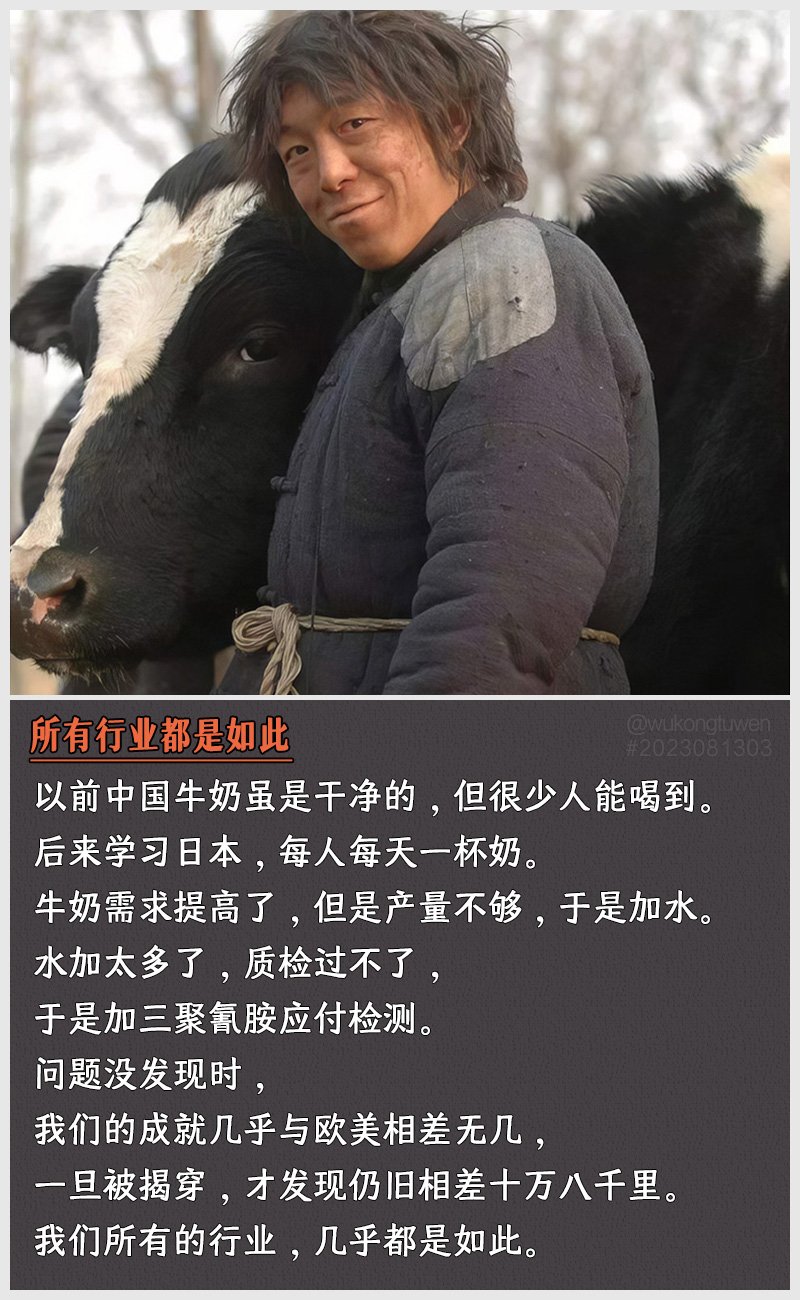 所有行业都是如此
@wukongtuwen
#2023081303
以前中国牛奶虽是干净的，但很少人能喝到。
后来学习日本，每人每天一杯奶。
牛奶需求提高了，但是产量不够，于是加水。
水加太多了，质检过不了，
于是加三聚氰胺应付检测。
问题没发现时，
我们的成就几乎与欧美相差无几，
一旦被揭穿，才发现仍旧相差十万八千里。
我们所有的行业，几乎都是如此。